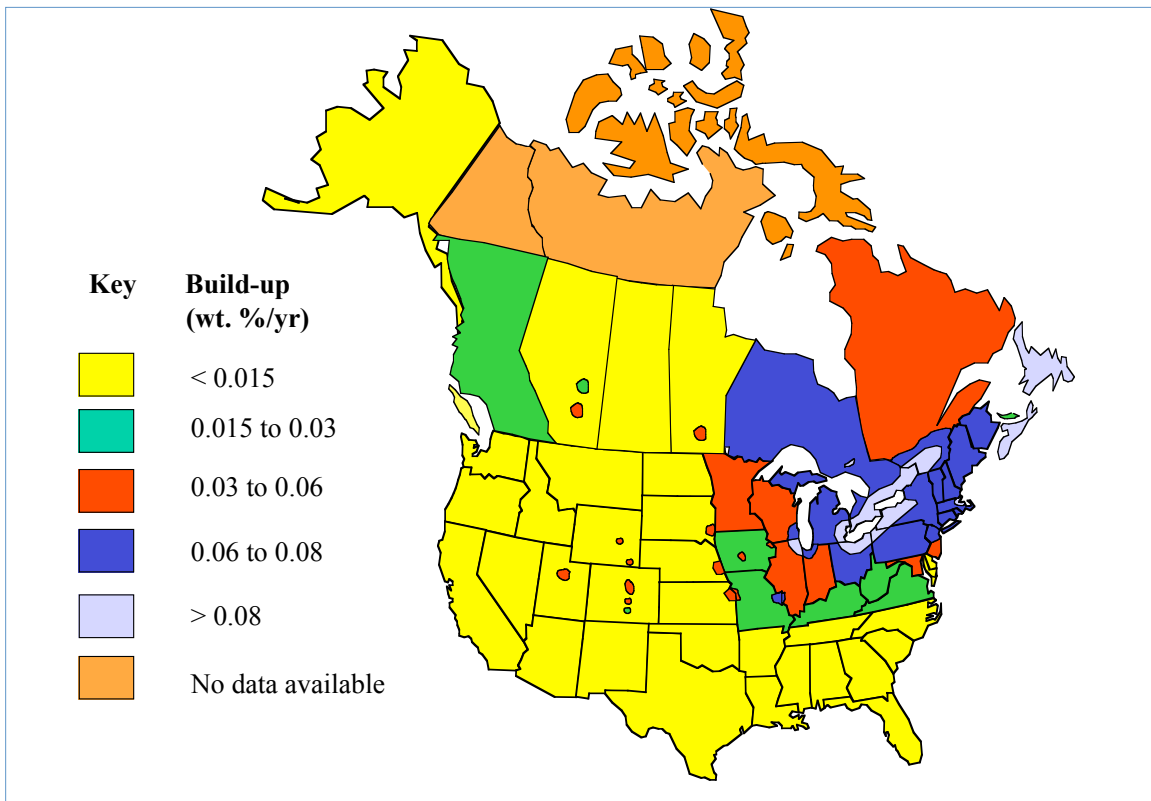 Key Build-up
(wt. %/yr)
< 0.015
0.015 to 0.03
0.03 to 0.06
0.06 to 0.08
> 0.08
No data available